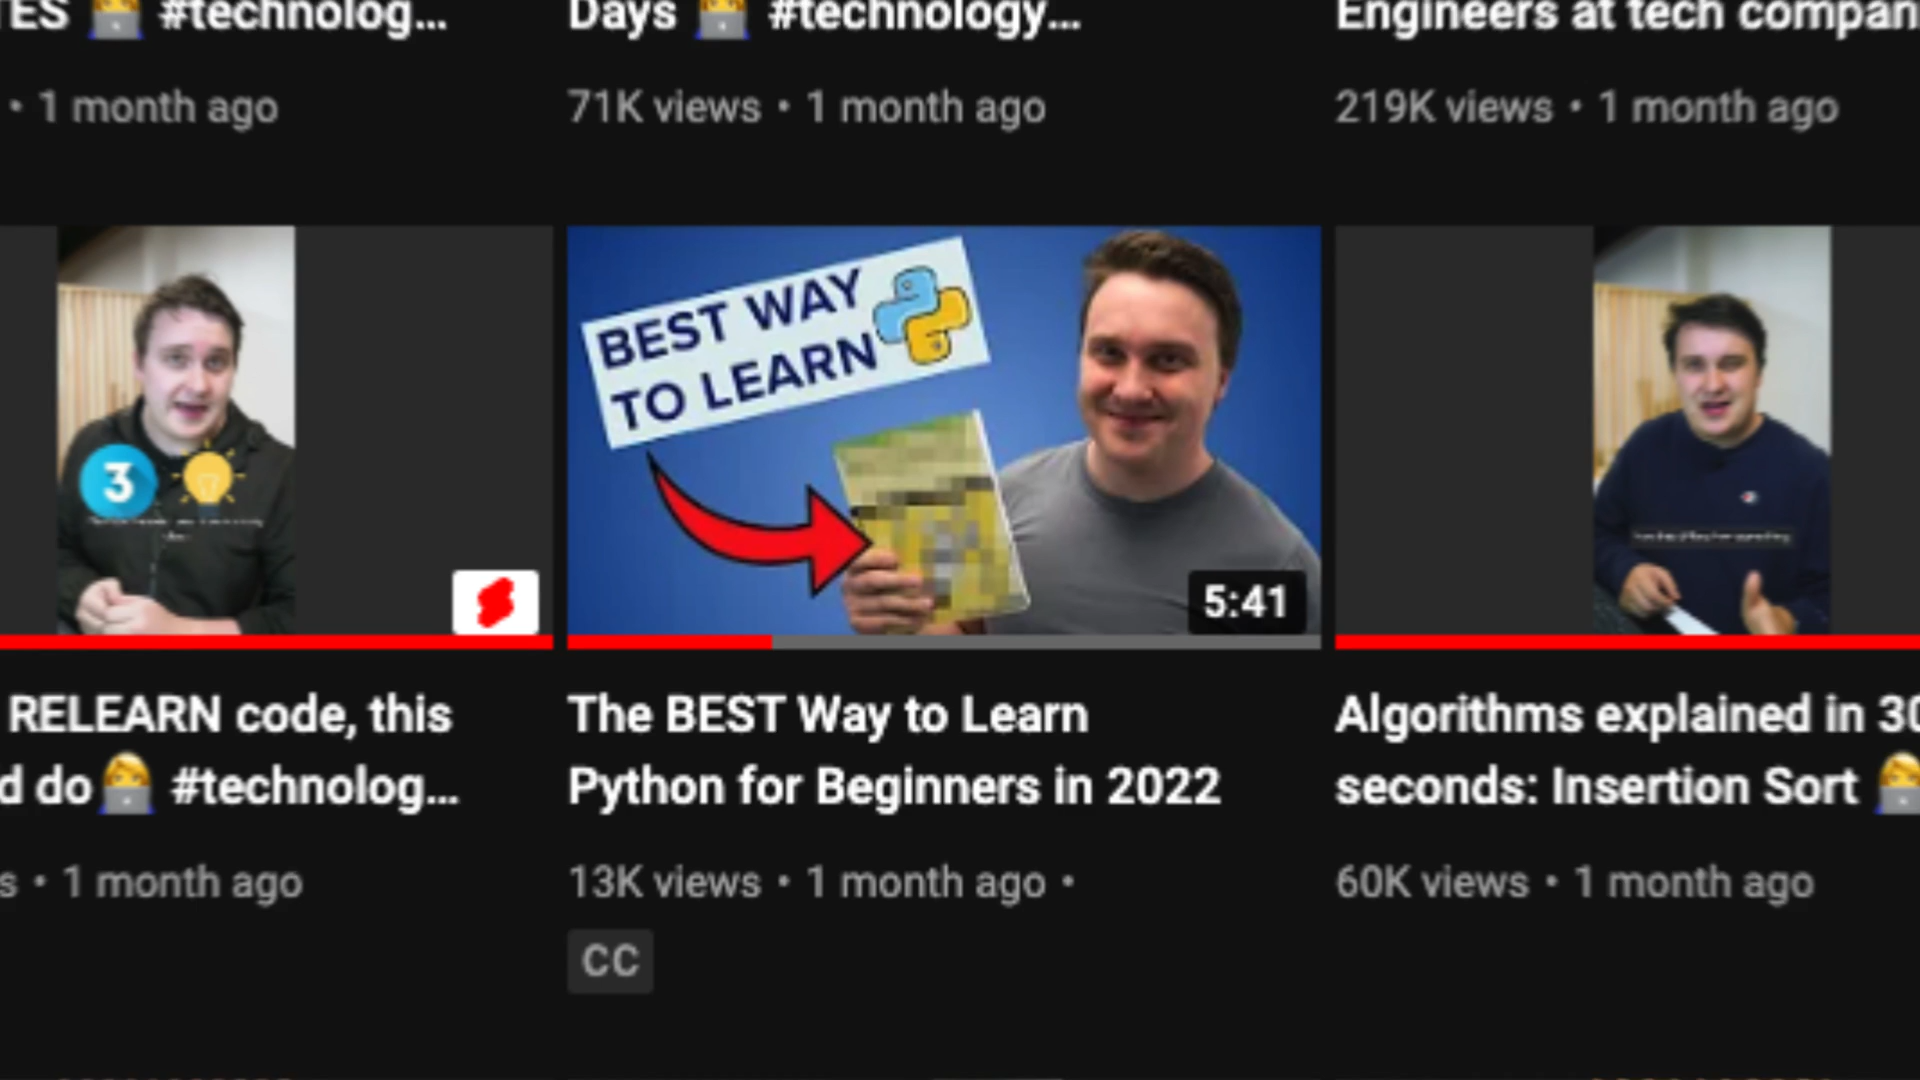 TES 👩‍💻 #technolog...
Days 👩‍💻 #technology...
Engineers at tech compan
• 1 month ago
71K views • 1 month ago
219K views • 1 month ago
BEST WAY
TO LEARN
3
5:41
RELEARN code, this
d do👩‍💻 #technolog...
The BEST Way to Learn
Python for Beginners in 2022
Algorithms explained in 30
seconds: Insertion Sort 👩‍💻
s • 1 month ago
13K views • 1 month ago •
60K views • 1 month ago
CC